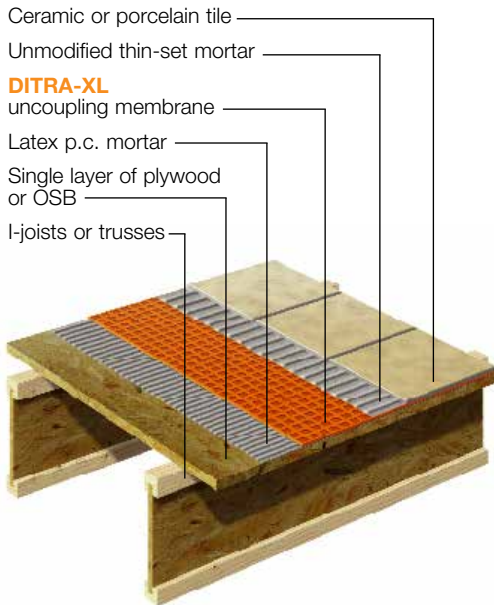 Ceramic or porcelain tile
Unmodified thin-set mortar
DITRA-XL
uncoupling membrane
Latex p.c. mortar
Single layer of plywood
or OSB
I-joists or trusses